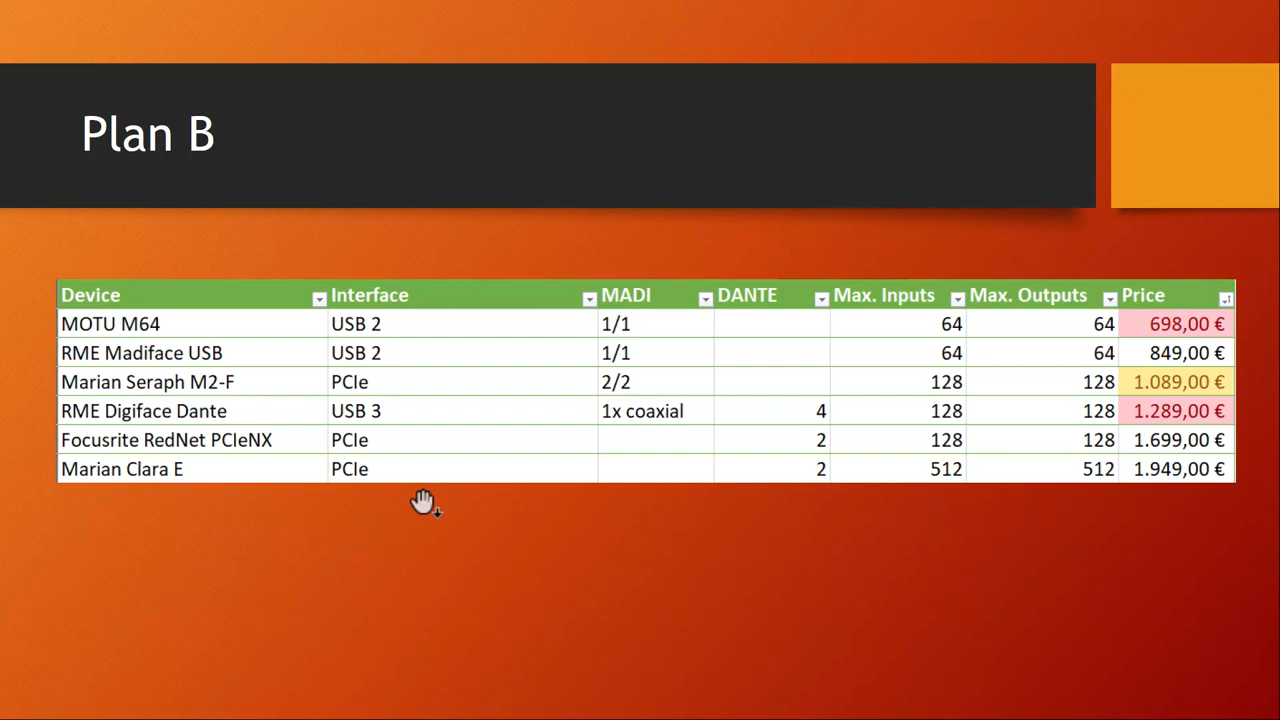 Plan B
Device Interface MADI DANTE Max. Inputs Max. Outputs Price
MOTU M64 USB 2 1/1 64 64 698,00 €
RME Madiface USB USB 2 1/1 64 64 849,00 €
Marian Seraph M2-F PCIe 2/2 128 128 1.089,00 €
RME Digiface Dante USB 3 1x coaxial 4 128 128 1.289,00 €
Focusrite RedNet PCIeNX PCIe 2 128 128 1.699,00 €
Marian Clara E PCIe 2 512 512 1.949,00 €